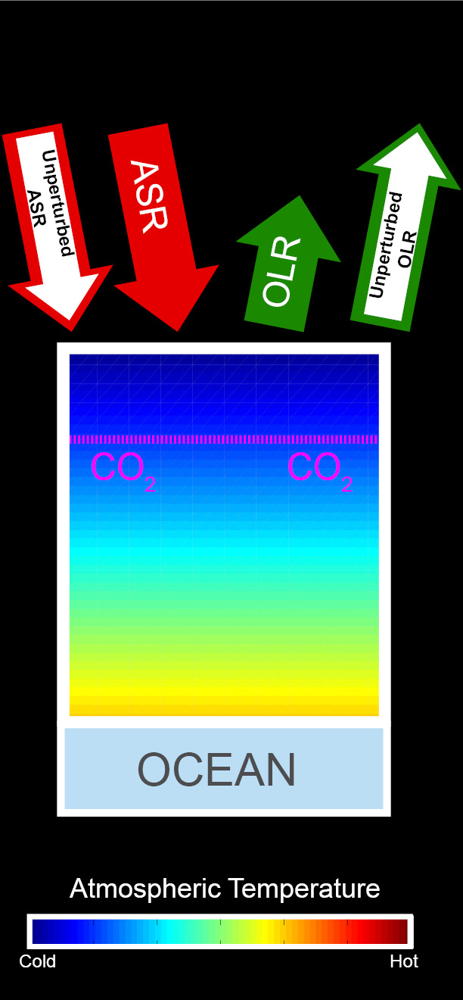 Unperturbed
ASR
ASR
OLR
Unperturbed
OLR
CO₂
CO₂
OCEAN
Atmospheric Temperature
Cold
Hot